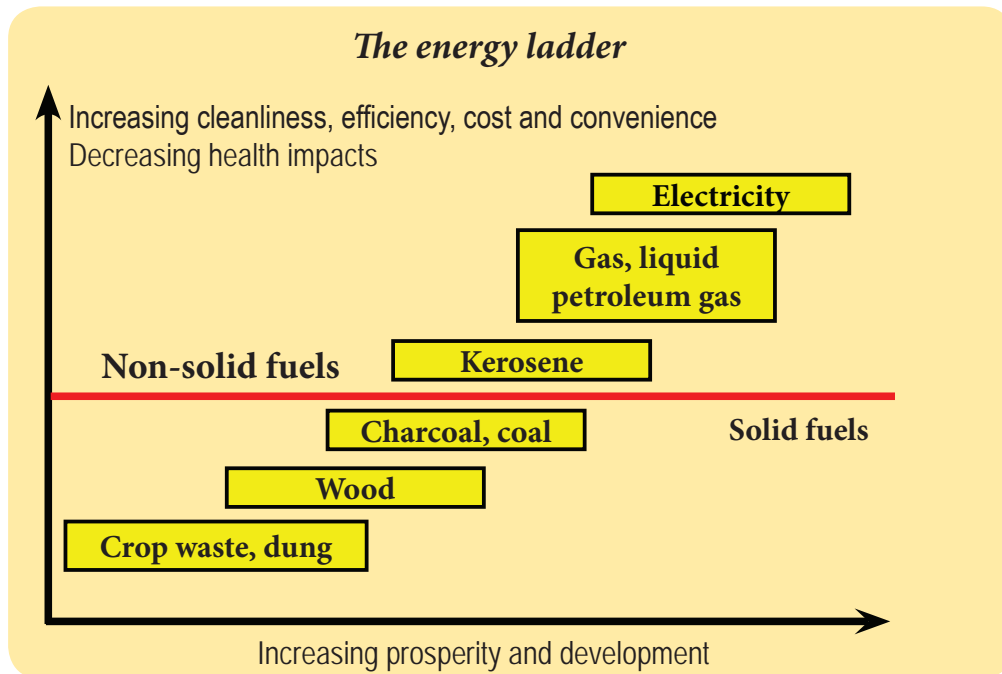 The energy ladder
Increasing cleanliness, efficiency, cost and convenience
Decreasing health impacts
Electricity
Gas, liquid
petroleum gas
Kerosene
Non-solid fuels
Charcoal, coal
Solid fuels
Wood
Crop waste, dung
Increasing prosperity and development